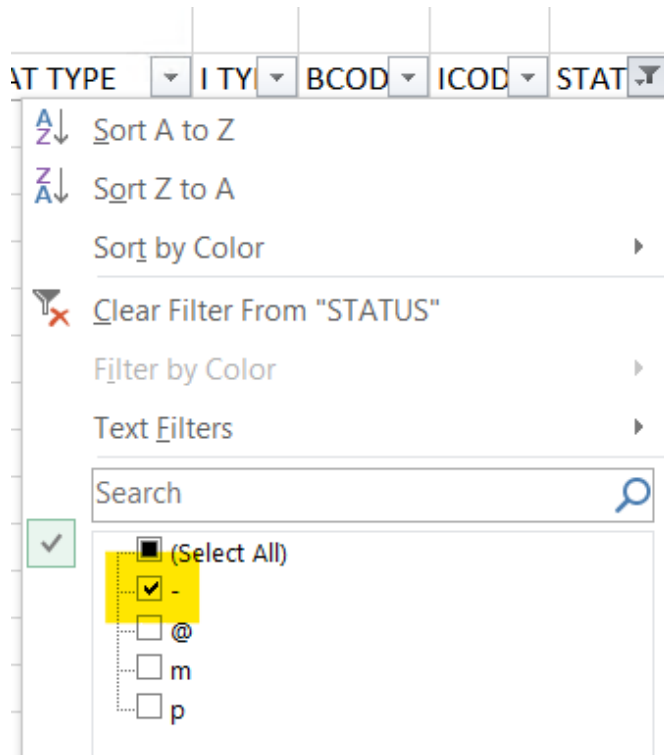 AT TYPE I TYI BCOD ICOD STAT
Sort A to Z
Sort Z to A
Sort by Color
Clear Filter From "STATUS"
Filter by Color
Text Filters
Search
(Select All)
-
@
m
p